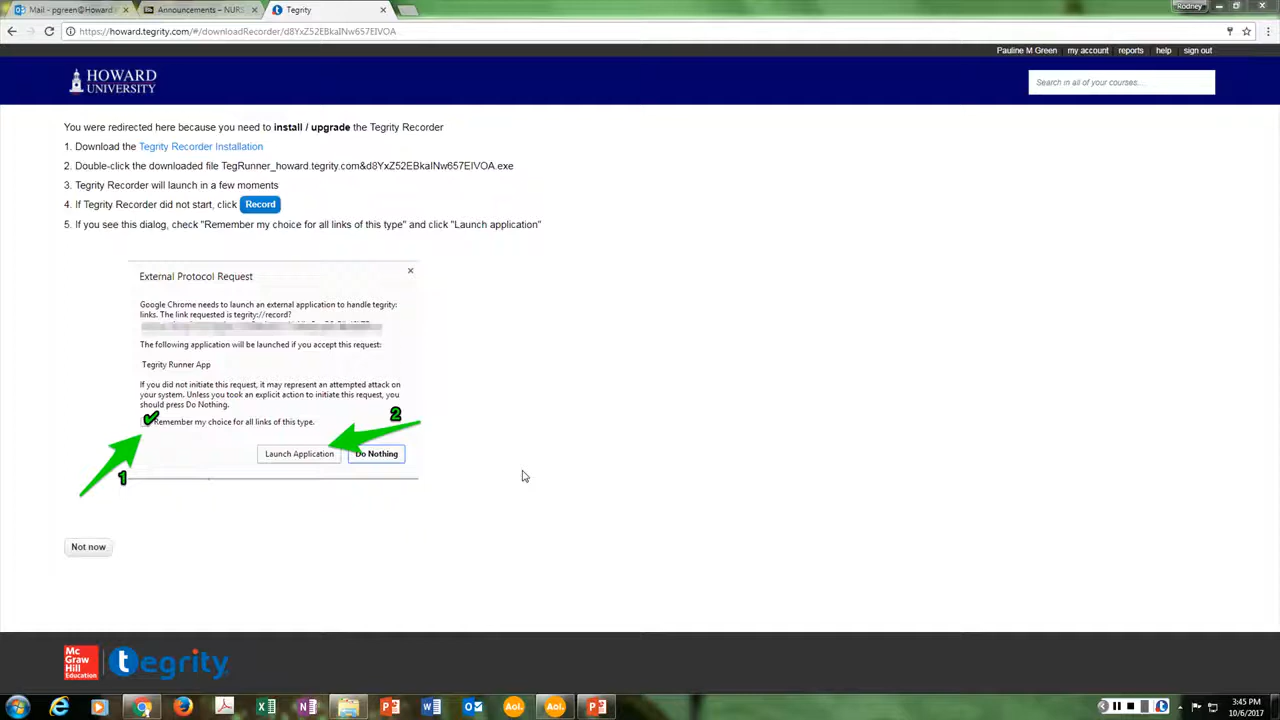 Mail - pgreen@Howard.
Announcements – NURS
Tegrity
Rodney
https://howard.tegrity.com/#/downloadRecorder/d8YxZ52EBkaINw657EIVOA
Pauline M Green my account reports help sign out
HOWARD
UNIVERSITY
Search in all of your courses...
You were redirected here because you need to install / upgrade the Tegrity Recorder
1. Download the Tegrity Recorder Installation
2. Double-click the downloaded file TegRunner_howard.tegrity.com&d8YxZ52EBkaINw657EIVOA.exe
3. Tegrity Recorder will launch in a few moments
4. If Tegrity Recorder did not start, click Record
5. If you see this dialog, check "Remember my choice for all links of this type" and click "Launch application"
External Protocol Request
Google Chrome needs to launch an external application to handle tegrity:
links. The link requested is tegrity://record?
The following application will be launched if you accept this request:
Tegrity Runner App
If you did not initiate this request, it may represent an attempted attack on
your system. Unless you took an explicit action to initiate this request, you
should press Do Nothing.
2
Remember my choice for all links of this type.
Launch Application Do Nothing
1
Not now
Mc
Graw
Hill
Education
tegrity
Aol. Aol.
3:45 PM
10/6/2017